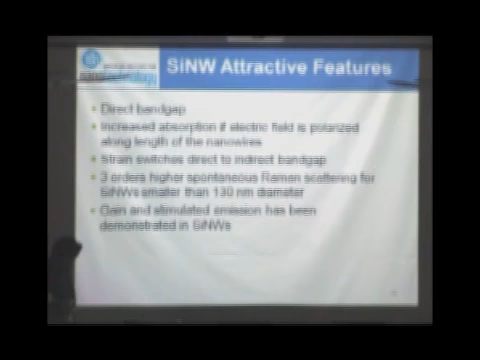 SiNW Attractive Features
Direct bandgap
Increased absorption if electric field is polarized
along length of the nanowires
Strain switches direct to indirect bandgap
3 orders higher spontaneous Raman scattering for
SiNWs smaller than 130 nm diameter
Gain and stimulated emission has been
demonstrated in SiNWs